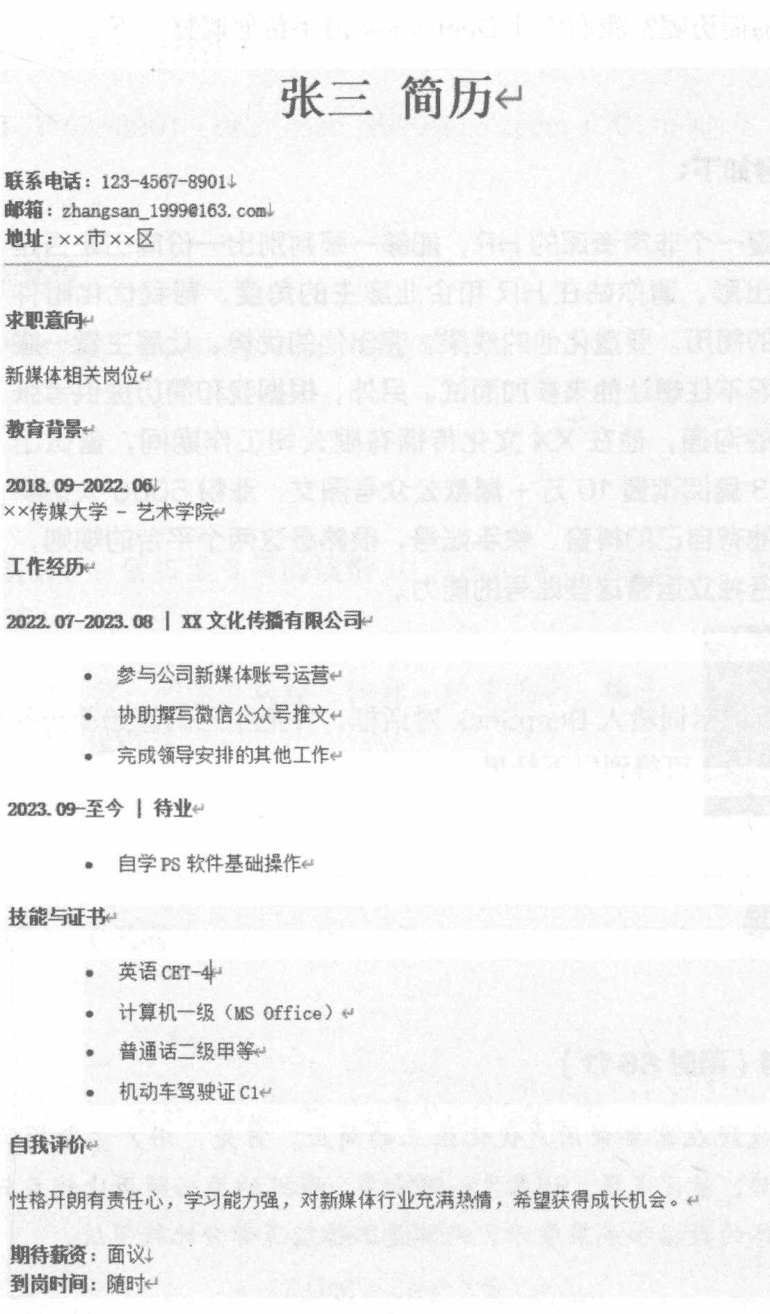 张三 简历
联系电话：123-4567-8901
邮箱：zhangsan_1999@163.com
地址：××市××区
求职意向
新媒体相关岗位
教育背景
2018.09-2022.06
××传媒大学 - 艺术学院
工作经历
2022.07-2023.08 | XX 文化传播有限公司
• 参与公司新媒体账号运营
• 协助撰写微信公众号推文
• 完成领导安排的其他工作
2023.09-至今 | 待业
• 自学 PS 软件基础操作
技能与证书
• 英语 CET-4
• 计算机一级（MS Office）
• 普通话二级甲等
• 机动车驾驶证 C1
自我评价
性格开朗有责任心，学习能力强，对新媒体行业充满热情，希望获得成长机会。
期待薪资：面议
到岗时间：随时